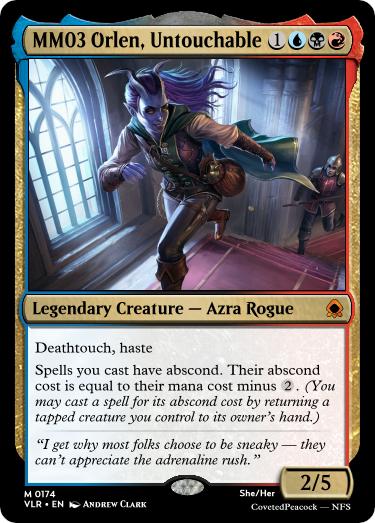 MM03 Orlen, Untouchable 1
Legendary Creature — Azra Rogue
Deathtouch, haste
Spells you cast have abscond. Their abscond
cost is equal to their mana cost minus 2. (You
may cast a spell for its abscond cost by returning
a tapped creature you control to its owner's hand.)
“I get why most folks choose to be sneaky — they
can't appreciate the adrenaline rush.”
2/5
M 0174
VLR • EN Andrew Clark
She/Her
CovetedPeacock — NFS